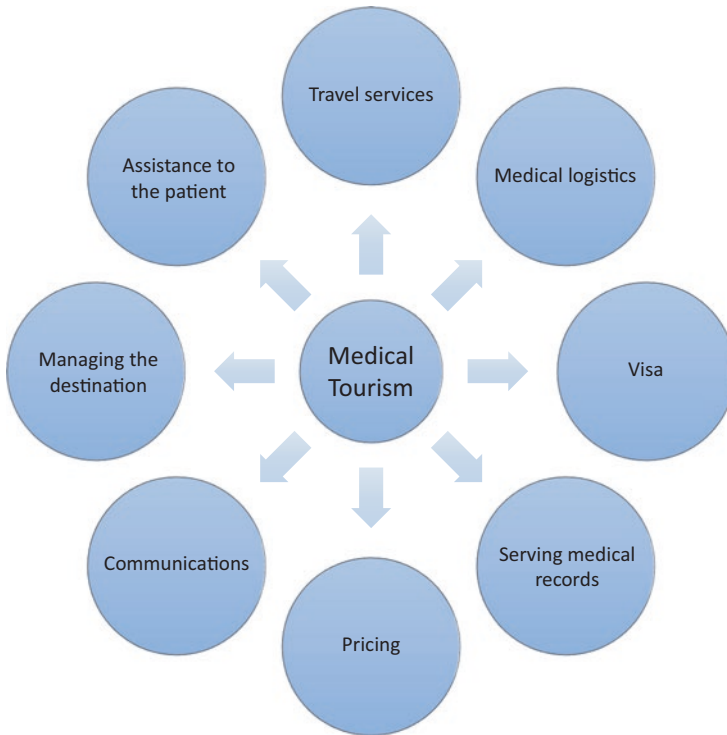 Travel services
Medical logistics
Visa
Serving medical
records
Pricing
Communications
Managing the
destination
Assistance to
the patient
Medical
Tourism